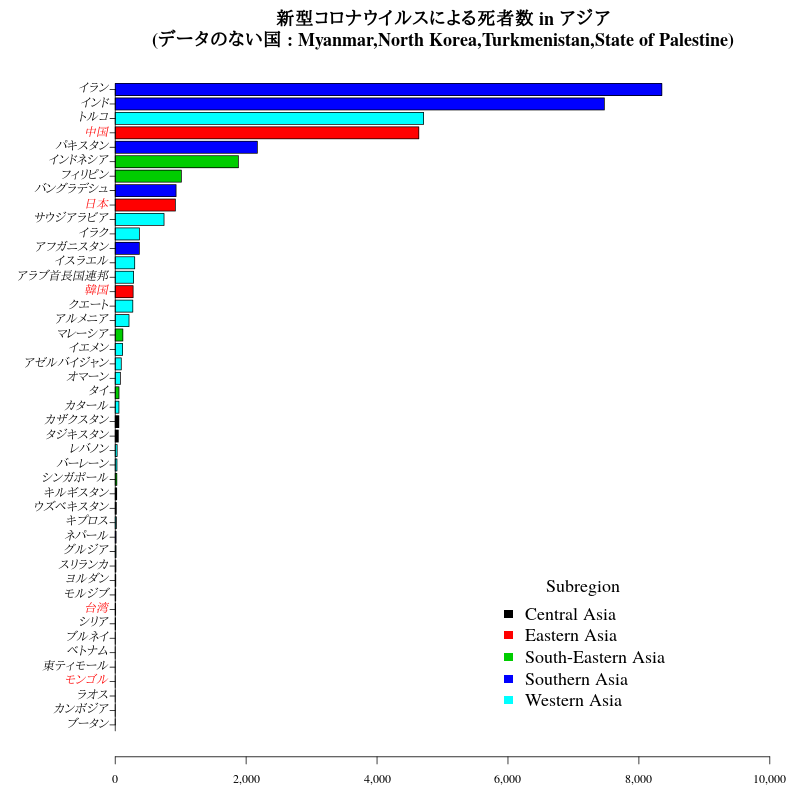 新型コロナウイルスによる死者数 in アジア
(データのない国 : Myanmar,North Korea,Turkmenistan,State of Palestine)
イラン
インド
トルコ
中国
パキスタン
インドネシア
フィリピン
バングラデシュ
日本
サウジアラビア
イラク
アフガニスタン
イスラエル
アラブ首長国連邦
韓国
クエート
アルメニア
マレーシア
イエメン
アゼルバイジャン
オマーン
タイ
カタール
カザクスタン
タジキスタン
レバノン
バーレーン
シンガポール
キルギスタン
ウズベキスタン
キプロス
ネパール
グルジア
スリランカ
ヨルダン
モルジブ
台湾
シリア
ブルネイ
ベトナム
東ティモール
モンゴル
ラオス
カンボジア
ブータン
Subregion
Central Asia
Eastern Asia
South-Eastern Asia
Southern Asia
Western Asia
0 2,000 4,000 6,000 8,000 10,000